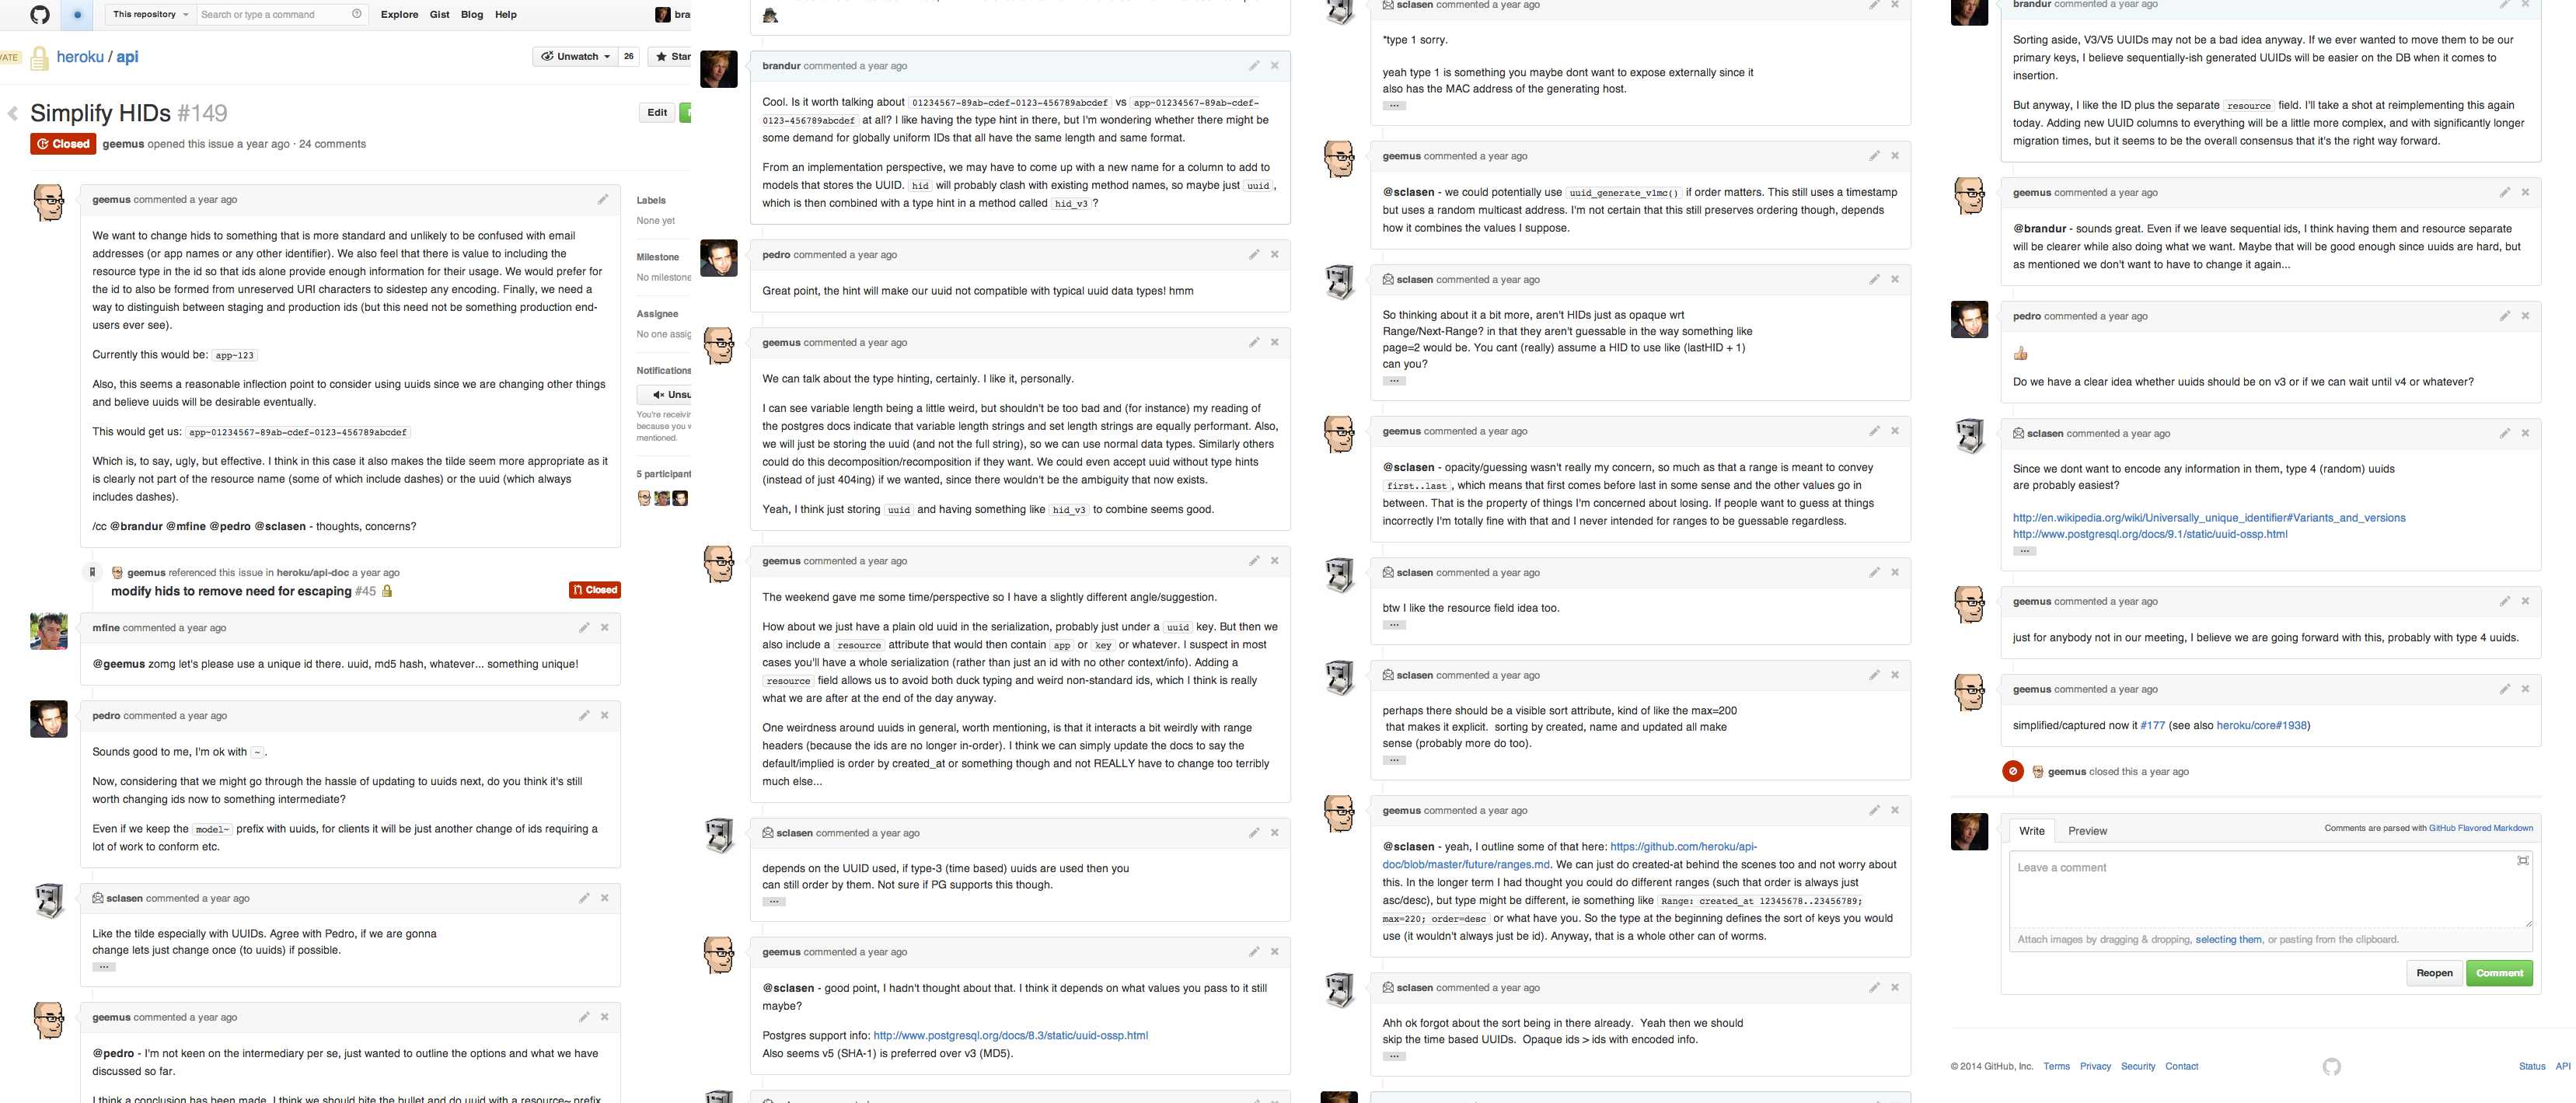 This repository
Search or type a command
Explore
Gist
Blog
Help
bra
VATE
heroku / api
Unwatch
26
Star
Simplify HIDs #149
Edit
Closed
geemus opened this issue a year ago · 24 comments
geemus commented a year ago
We want to change hids to something that is more standard and unlikely to be confused with email
addresses (or app names or any other identifier). We also feel that there is value to including the
resource type in the id so that ids alone provide enough information for their usage. We would prefer for
the id to also be formed from unreserved URI characters to sidestep any encoding. Finally, we need a
way to distinguish between staging and production ids (but this need not be something production end-
users ever see).
Currently this would be: app~123
Also, this seems a reasonable inflection point to consider using uuids since we are changing other things
and believe uuids will be desirable eventually.
This would get us: app~01234567-89ab-cdef-0123-456789abcdef
Which is, to say, ugly, but effective. I think in this case it also makes the tilde seem more appropriate as it
is clearly not part of the resource name (some of which include dashes) or the uuid (which always
includes dashes).
/cc @brandur @mfine @pedro @sclasen - thoughts, concerns?
Labels
None yet
Milestone
No milestone
Assignee
No one assig
Notifications
Unsu
You're receivir
because you w
mentioned.
5 participant
geemus referenced this issue in heroku/api-doc a year ago
modify hids to remove need for escaping #45
Closed
mfine commented a year ago
@geemus zomg let's please use a unique id there. uuid, md5 hash, whatever... something unique!
pedro commented a year ago
Sounds good to me, I'm ok with ~.
Now, considering that we might go through the hassle of updating to uuids next, do you think it's still
worth changing ids now to something intermediate?
Even if we keep the model~ prefix with uuids, for clients it will be just another change of ids requiring a
lot of work to conform etc.
sclasen commented a year ago
Like the tilde especially with UUIDs. Agree with Pedro, if we are gonna
change lets just change once (to uuids) if possible.
...
geemus commented a year ago
@pedro - I'm not keen on the intermediary per se, just wanted to outline the options and what we have
discussed so far.
I think a conclusion has been made. I think we should bite the bullet and do uuid with a resource~ prefix
brandur commented a year ago
Cool. Is it worth talking about 01234567-89ab-cdef-0123-456789abcdef vs app~01234567-89ab-cdef-
0123-456789abcdef at all? I like having the type hint in there, but I'm wondering whether there might be
some demand for globally uniform IDs that all have the same length and same format.
From an implementation perspective, we may have to come up with a new name for a column to add to
models that stores the UUID. hid will probably clash with existing method names, so maybe just uuid,
which is then combined with a type hint in a method called hid_v3?
pedro commented a year ago
Great point, the hint will make our uuid not compatible with typical uuid data types! hmm
geemus commented a year ago
We can talk about the type hinting, certainly. I like it, personally.
I can see variable length being a little weird, but shouldn't be too bad and (for instance) my reading of
the postgres docs indicate that variable length strings and set length strings are equally performant. Also,
we will just be storing the uuid (and not the full string), so we can use normal data types. Similarly others
could do this decomposition/recomposition if they want. We could even accept uuid without type hints
(instead of just 404ing) if we wanted, since there wouldn't be the ambiguity that now exists.
Yeah, I think just storing uuid and having something like hid_v3 to combine seems good.
geemus commented a year ago
The weekend gave me some time/perspective so I have a slightly different angle/suggestion.
How about we just have a plain old uuid in the serialization, probably just under a uuid key. But then we
also include a resource attribute that would then contain app or key or whatever. I suspect in most
cases you'll have a whole serialization (rather than just an id with no other context/info). Adding a
resource field allows us to avoid both duck typing and weird non-standard ids, which I think is really
what we are after at the end of the day anyway.
One weirdness around uuids in general, worth mentioning, is that it interacts a bit weirdly with range
headers (because the ids are no longer in-order). I think we can simply update the docs to say the
default/implied is order by created_at or something though and not REALLY have to change too terribly
much else...
sclasen commented a year ago
depends on the UUID used, if type-3 (time based) uuids are used then you
can still order by them. Not sure if PG supports this though.
...
geemus commented a year ago
@sclasen - good point, I hadn't thought about that. I think it depends on what values you pass to it still
maybe?
Postgres support info: http://www.postgresql.org/docs/8.3/static/uuid-ossp.html
Also seems v5 (SHA-1) is preferred over v3 (MD5).
sclasen commented a year ago
*type 1 sorry.
yeah type 1 is something you maybe dont want to expose externally since it
also has the MAC address of the generating host.
...
geemus commented a year ago
@sclasen - we could potentially use uuid_generate_v1mc() if order matters. This still uses a timestamp
but uses a random multicast address. I'm not certain that this still preserves ordering though, depends
how it combines the values I suppose.
sclasen commented a year ago
So thinking about it a bit more, aren't HIDs just as opaque wrt
Range/Next-Range? in that they aren't guessable in the way something like
page=2 would be. You cant (really) assume a HID to use like (lastHID + 1)
can you?
...
geemus commented a year ago
@sclasen - opacity/guessing wasn't really my concern, so much as that a range is meant to convey
first..last, which means that first comes before last in some sense and the other values go in
between. That is the property of things I'm concerned about losing. If people want to guess at things
incorrectly I'm totally fine with that and I never intended for ranges to be guessable regardless.
sclasen commented a year ago
btw I like the resource field idea too.
...
sclasen commented a year ago
perhaps there should be a visible sort attribute, kind of like the max=200
that makes it explicit. sorting by created, name and updated all make
sense (probably more do too).
...
geemus commented a year ago
@sclasen - yeah, I outline some of that here: https://github.com/heroku/api-
doc/blob/master/future/ranges.md. We can just do created-at behind the scenes too and not worry about
this. In the longer term I had thought you could do different ranges (such that order is always just
asc/desc), but type might be different, ie something like Range: created_at 12345678..23456789;
max=220; order=desc or what have you. So the type at the beginning defines the sort of keys you would
use (it wouldn't always just be id). Anyway, that is a whole other can of worms.
sclasen commented a year ago
Ahh ok forgot about the sort being in there already. Yeah then we should
skip the time based UUIDs. Opaque ids > ids with encoded info.
...
brandur commented a year ago
Sorting aside, V3/V5 UUIDs may not be a bad idea anyway. If we ever wanted to move them to be our
primary keys, I believe sequentially-ish generated UUIDs will be easier on the DB when it comes to
insertion.
But anyway, I like the ID plus the separate resource field. I'll take a shot at reimplementing this again
today. Adding new UUID columns to everything will be a little more complex, and with significantly longer
migration times, but it seems to be the overall consensus that it's the right way forward.
geemus commented a year ago
@brandur - sounds great. Even if we leave sequential ids, I think having them and resource separate
will be clearer while also doing what we want. Maybe that will be good enough since uuids are hard, but
as mentioned we don't want to have to change it again...
pedro commented a year ago
Do we have a clear idea whether uuids should be on v3 or if we can wait until v4 or whatever?
sclasen commented a year ago
Since we dont want to encode any information in them, type 4 (random) uuids
are probably easiest?
http://en.wikipedia.org/wiki/Universally_unique_identifier#Variants_and_versions
http://www.postgresql.org/docs/9.1/static/uuid-ossp.html
...
geemus commented a year ago
just for anybody not in our meeting, I believe we are going forward with this, probably with type 4 uuids.
geemus commented a year ago
simplified/captured now it #177 (see also heroku/core#1938)
geemus closed this a year ago
Write
Preview
Comments are parsed with GitHub Flavored Markdown
Leave a comment
Attach images by dragging & dropping, selecting them, or pasting from the clipboard.
Reopen
Comment
© 2014 GitHub, Inc.
Terms
Privacy
Security
Contact
Status
API